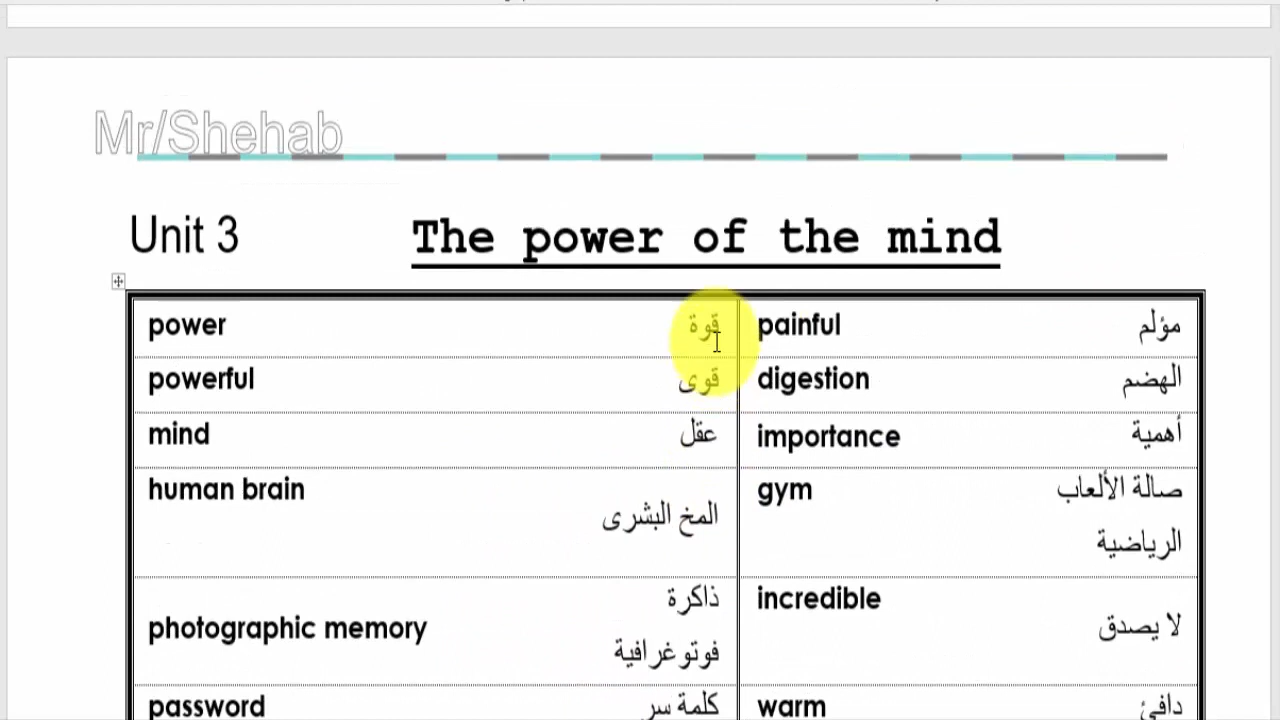 Mr/Shehab
Unit 3 The power of the mind
power قوة painful مؤلم
powerful قوى digestion الهضم
mind عقل importance أهمية
human brain المخ البشرى gym صالة الألعاب
الرياضية
photographic memory ذاكرة incredible لا يصدق
فوتوغرافية
password كلمة سر warm دافئ